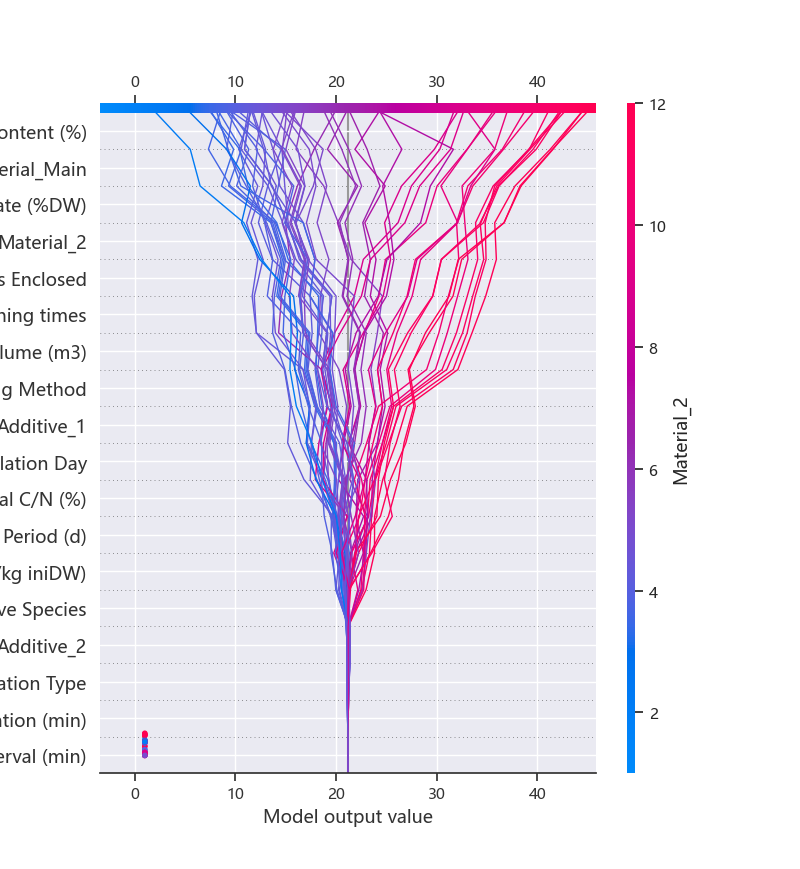 0 10 20 30 40
ontent (%)
erial_Main
ate (%DW)
Material_2
s Enclosed
ning times
lume (m3)
g Method
Additive_1
lation Day
al C/N (%)
Period (d)
/kg iniDW)
ve Species
Additive_2
ation Type
ation (min)
erval (min)
0 10 20 30 40
Model output value
12
10
8
6
4
2
Material_2